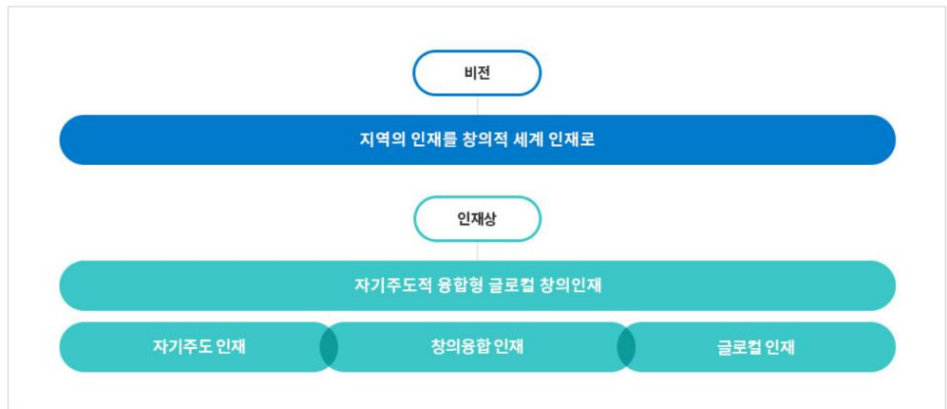 비전
지역의 인재를 창의적 세계 인재로
인재상
자기주도적 융합형 글로컬 창의인재
자기주도 인재
창의융합 인재
글로컬 인재